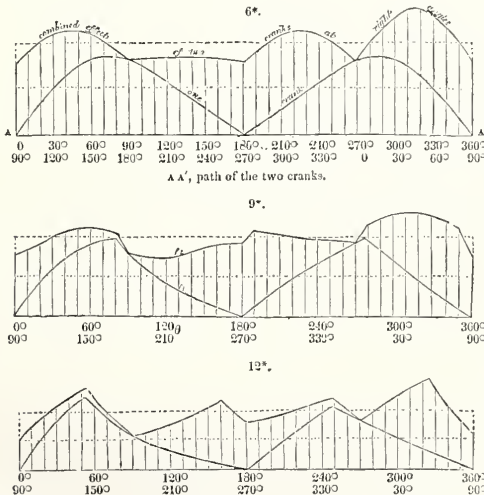 6*.
combined effect of two cranks at right angles
one crank
A A'
0 30° 60° 90° 120° 150° 180° 210° 240° 270° 300° 330° 360°
90° 120° 150° 180° 210° 240° 270° 300° 330° 0 30° 60° 90°
A A', path of the two cranks.
9*.
0° 60° 120° 180° 240° 300° 360°
90° 150° 210° 270° 330° 30° 90°
12*.
0 60 120 180 240 300 360
90 150 210 270 330 30 90